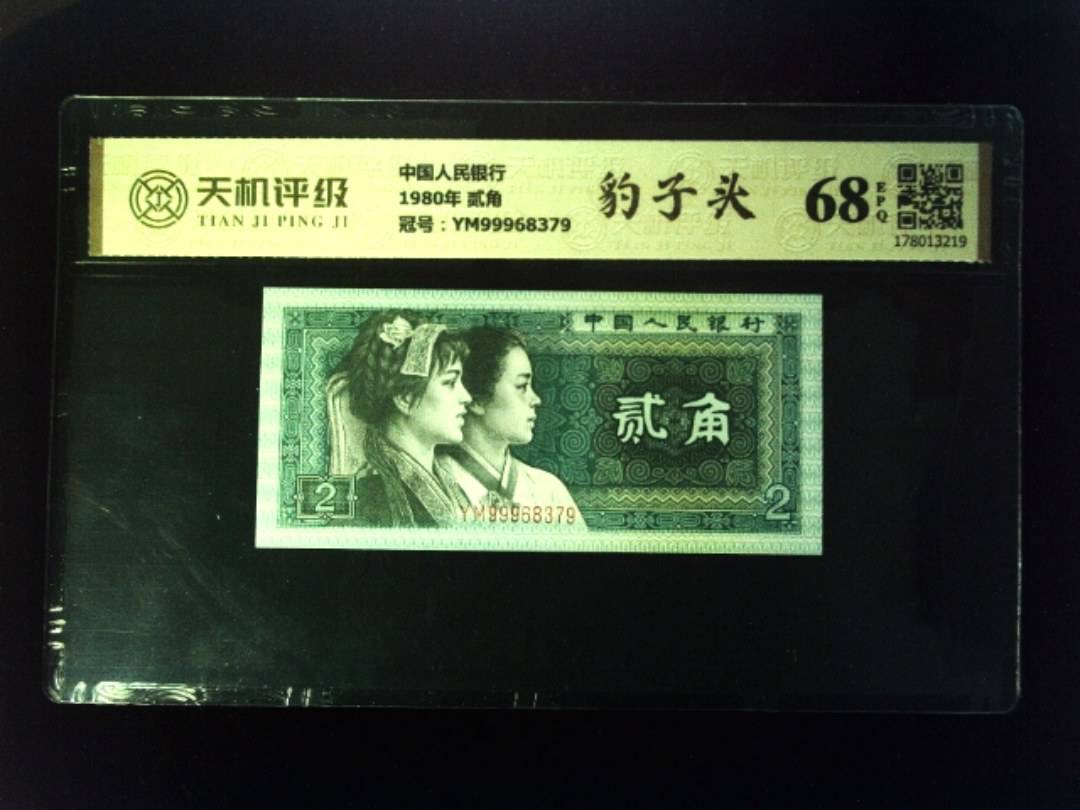 天机评级
TIAN JI PING JI
中国人民银行
1980年 贰角
冠号：YM99968379
豹子头
68
EPQ
178013219
中国人民银行
贰角
2
2
YM99968379